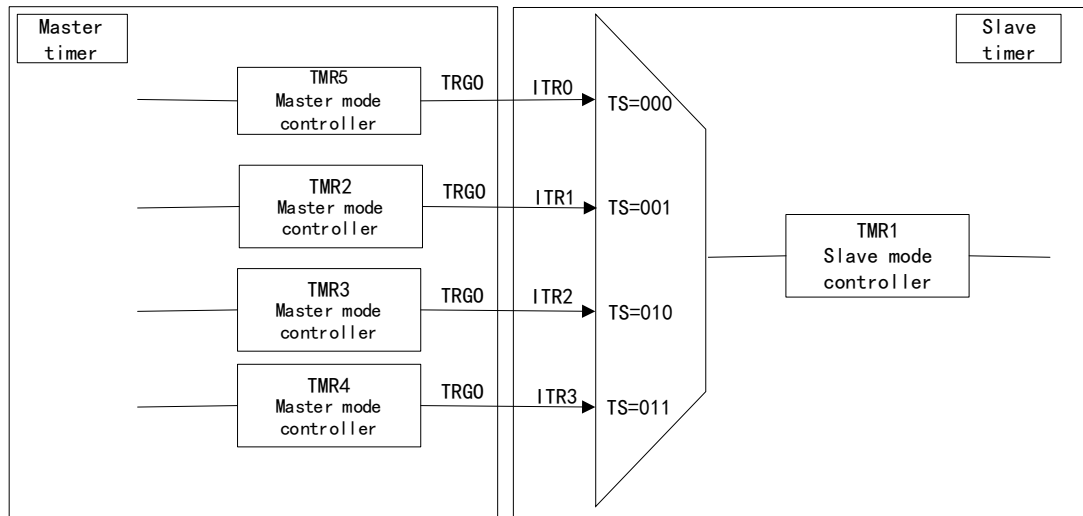 Master
timer
Slave
timer
TMR5
Master mode
controller
TRGO
ITR0
TS=000
TMR2
Master mode
controller
TRGO
ITR1
TS=001
TMR1
Slave mode
controller
TMR3
Master mode
controller
TRGO
ITR2
TS=010
TMR4
Master mode
controller
TRGO
ITR3
TS=011